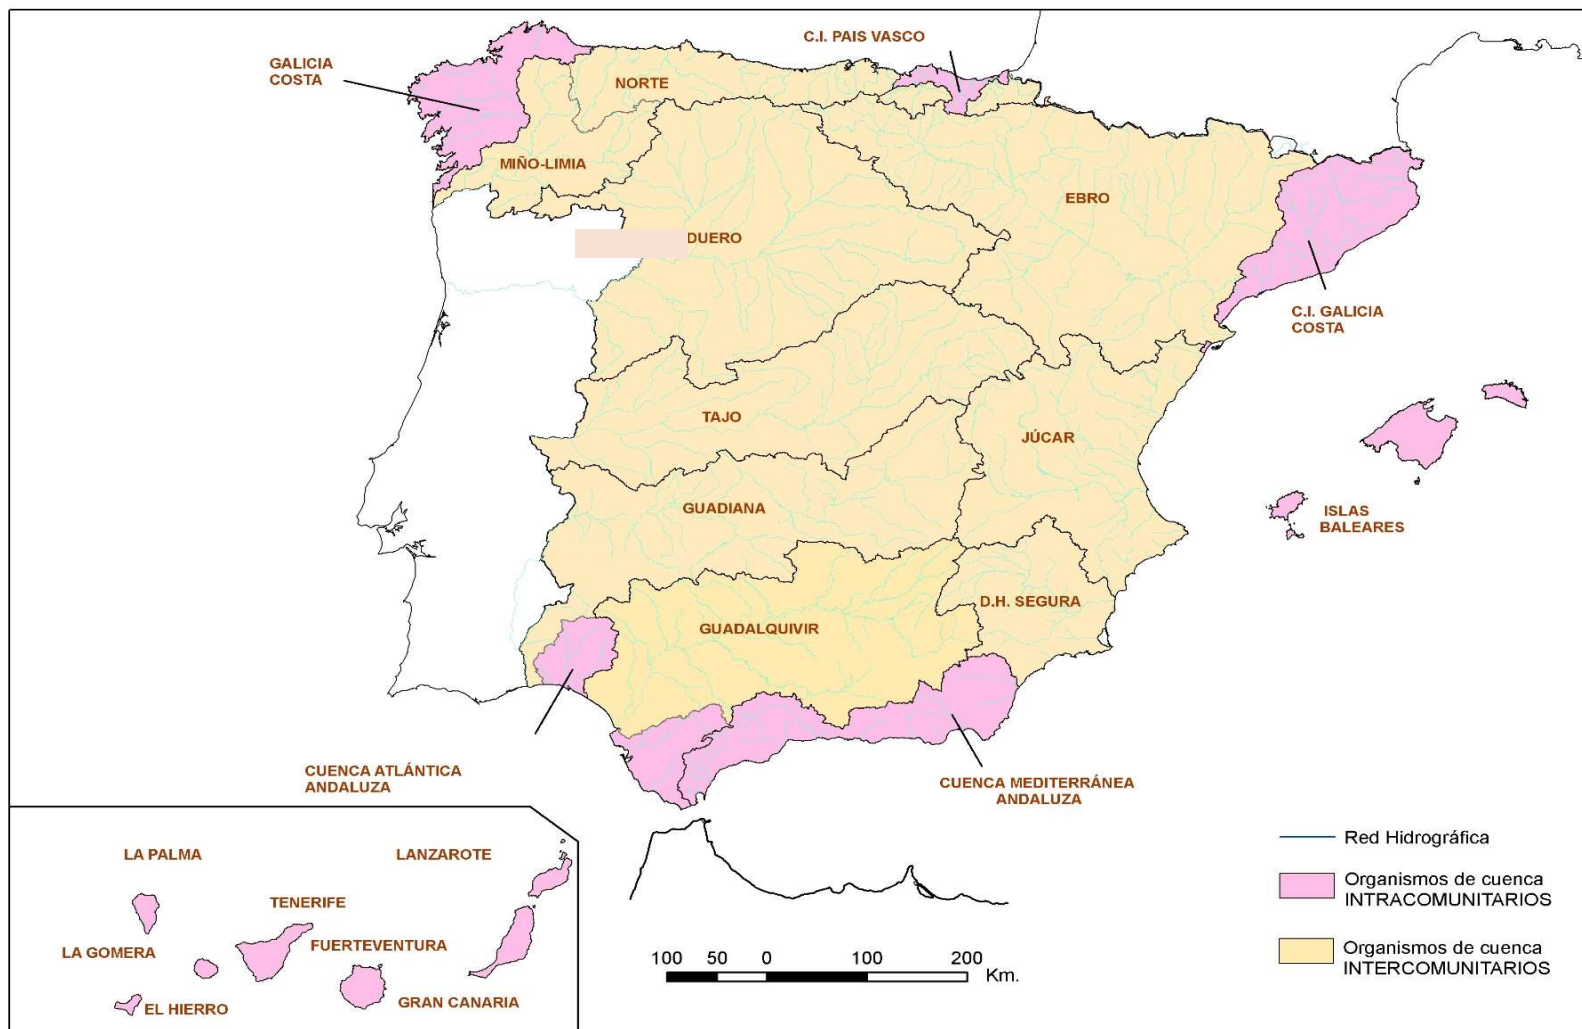 C.I. PAIS VASCO
GALICIA
COSTA
NORTE
MIÑO-LIMIA
EBRO
DUERO
C.I. GALICIA
COSTA
TAJO
JÚCAR
GUADIANA
ISLAS
BALEARES
D.H. SEGURA
GUADALQUIVIR
CUENCA ATLÁNTICA
ANDALUZA
CUENCA MEDITERRÁNEA
ANDALUZA
LA PALMA
LANZAROTE
TENERIFE
LA GOMERA
FUERTEVENTURA
EL HIERRO
GRAN CANARIA
100 50 0 100 200
Km.
Red Hidrográfica
Organismos de cuenca
INTRACOMUNITARIOS
Organismos de cuenca
INTERCOMUNITARIOS